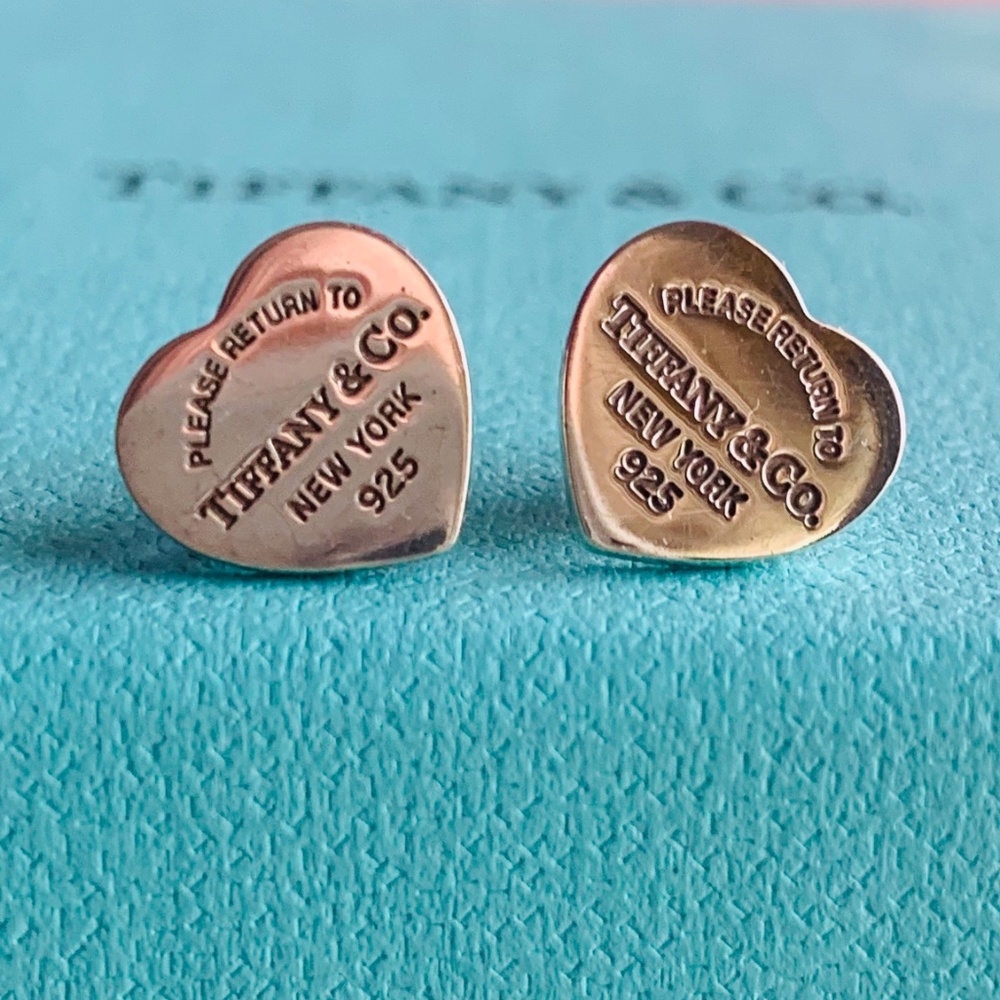 TIFFANY & CO.
PLEASE RETURN TO
TIFFANY & CO.
NEW YORK
925
PLEASE RETURN TO
TIFFANY & CO.
NEW YORK
925